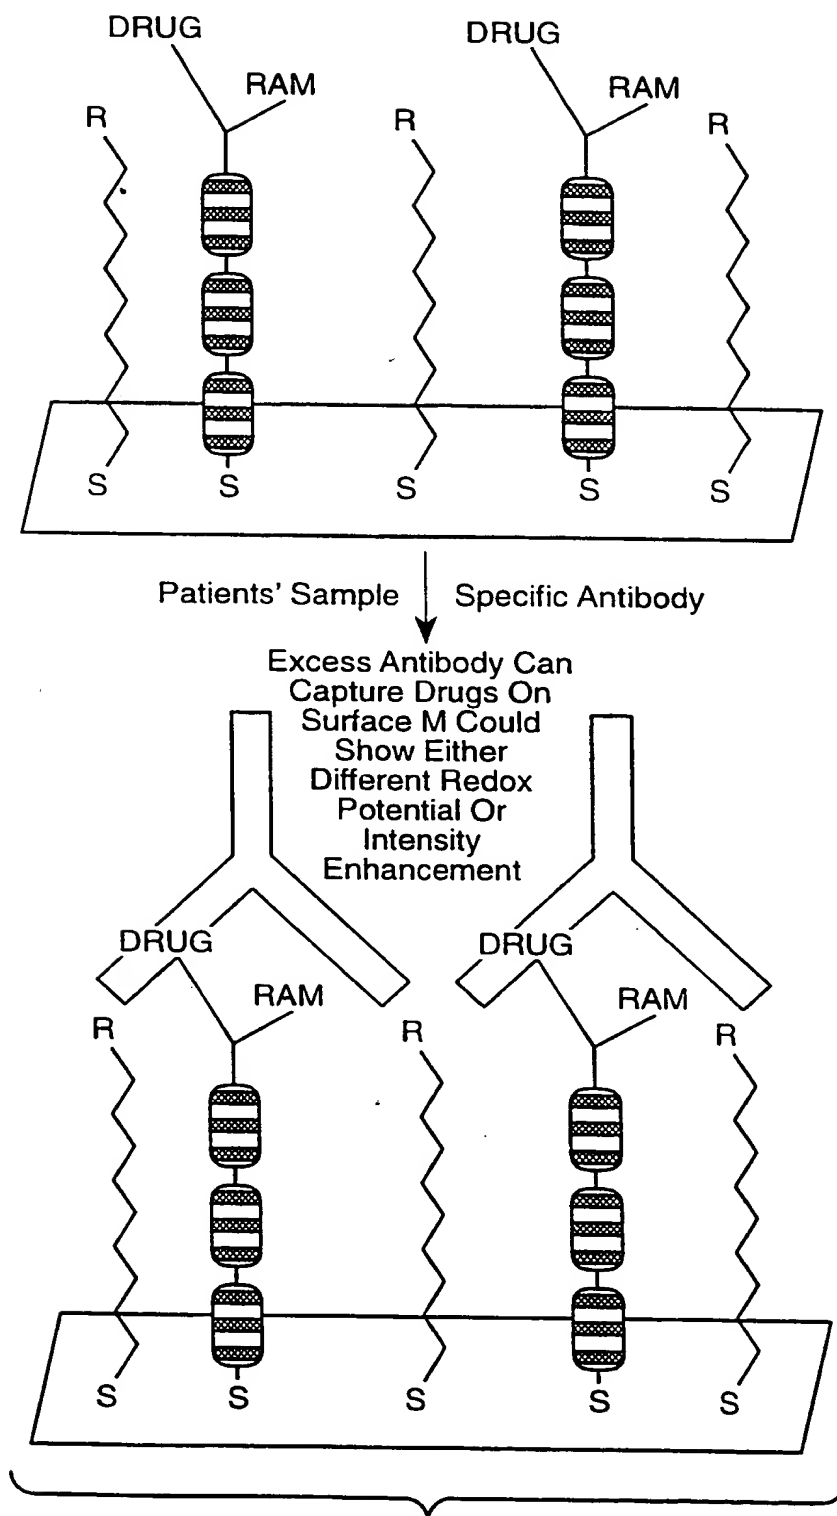 DRUG DRUG
RAM RAM
R R R
S S S S S
Patients' Sample Specific Antibody
Excess Antibody Can
Capture Drugs On
Surface M Could
Show Either
Different Redox
Potential Or
Intensity
Enhancement
DRUG DRUG
RAM RAM
R R R
S S S S S